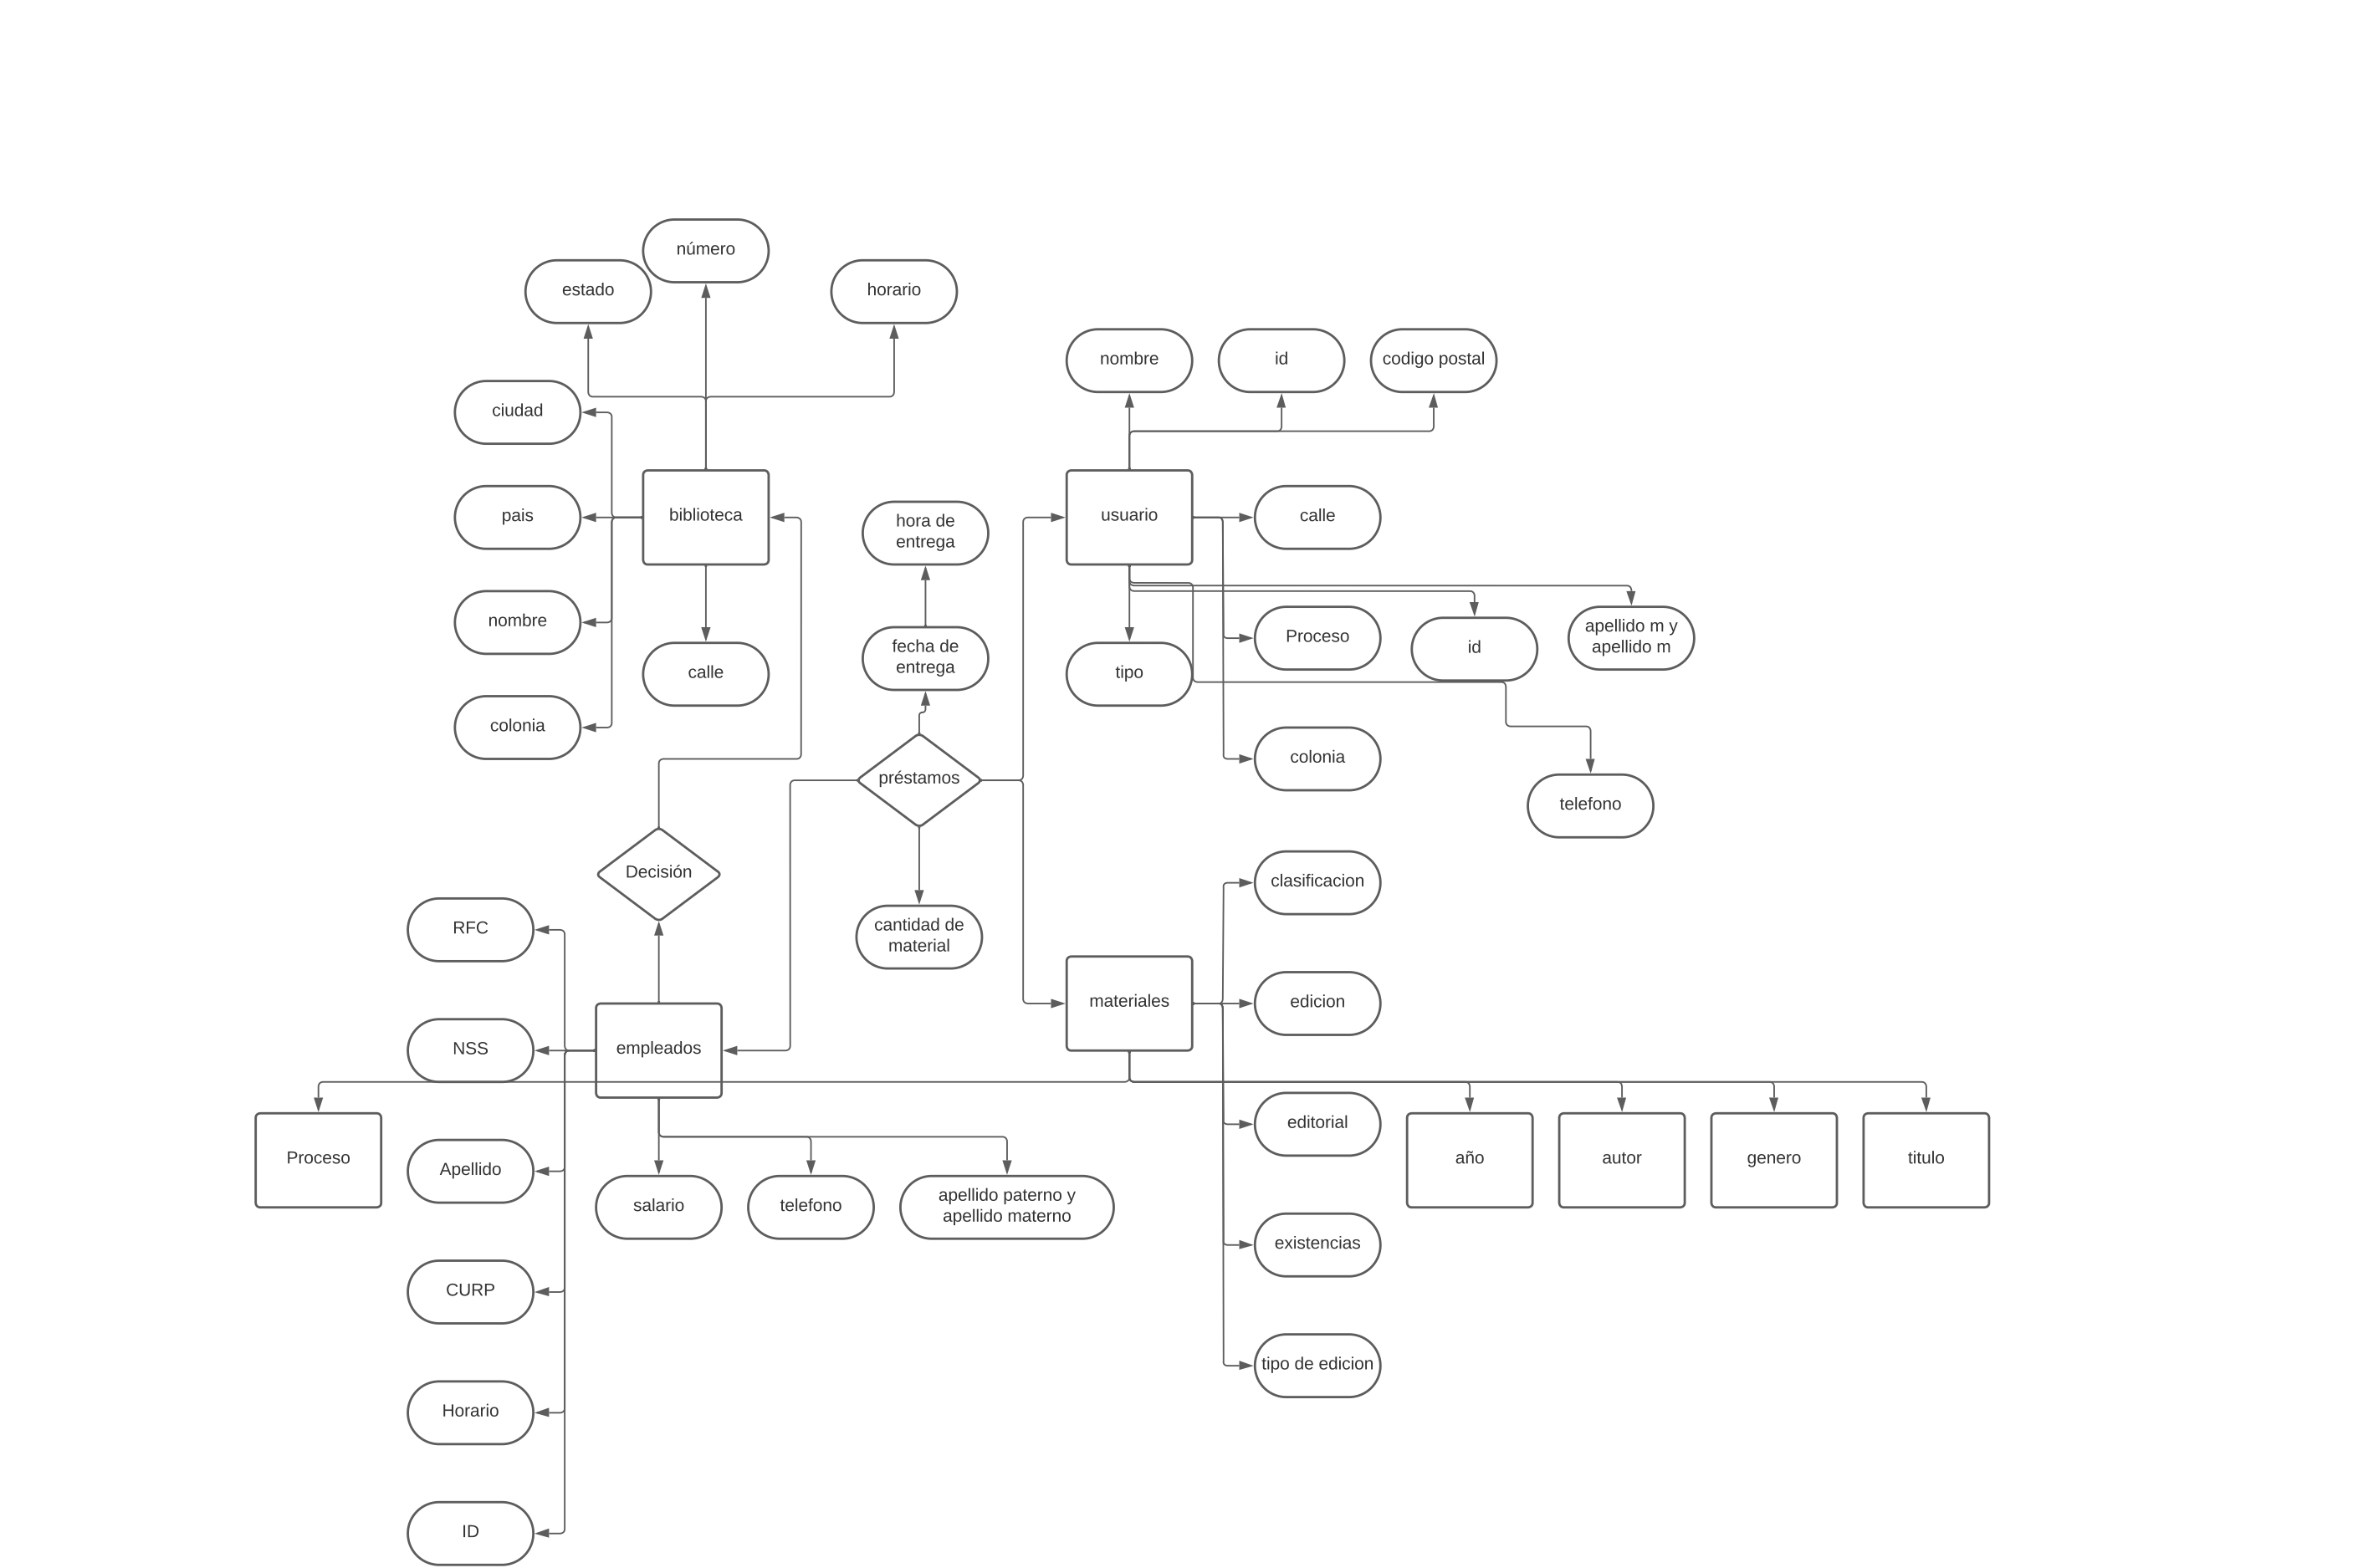 número
estado
horario
nombre
id
codigo postal
ciudad
pais
biblioteca
hora de
entrega
usuario
calle
nombre
fecha de
entrega
Proceso
id
apellido m y
apellido m
calle
tipo
colonia
colonia
préstamos
telefono
Decisión
clasificacion
RFC
cantidad de
material
materiales
edicion
NSS
empleados
editorial
Proceso
Apellido
año
autor
genero
titulo
salario
telefono
apellido paterno y
apellido materno
existencias
CURP
tipo de edicion
Horario
ID